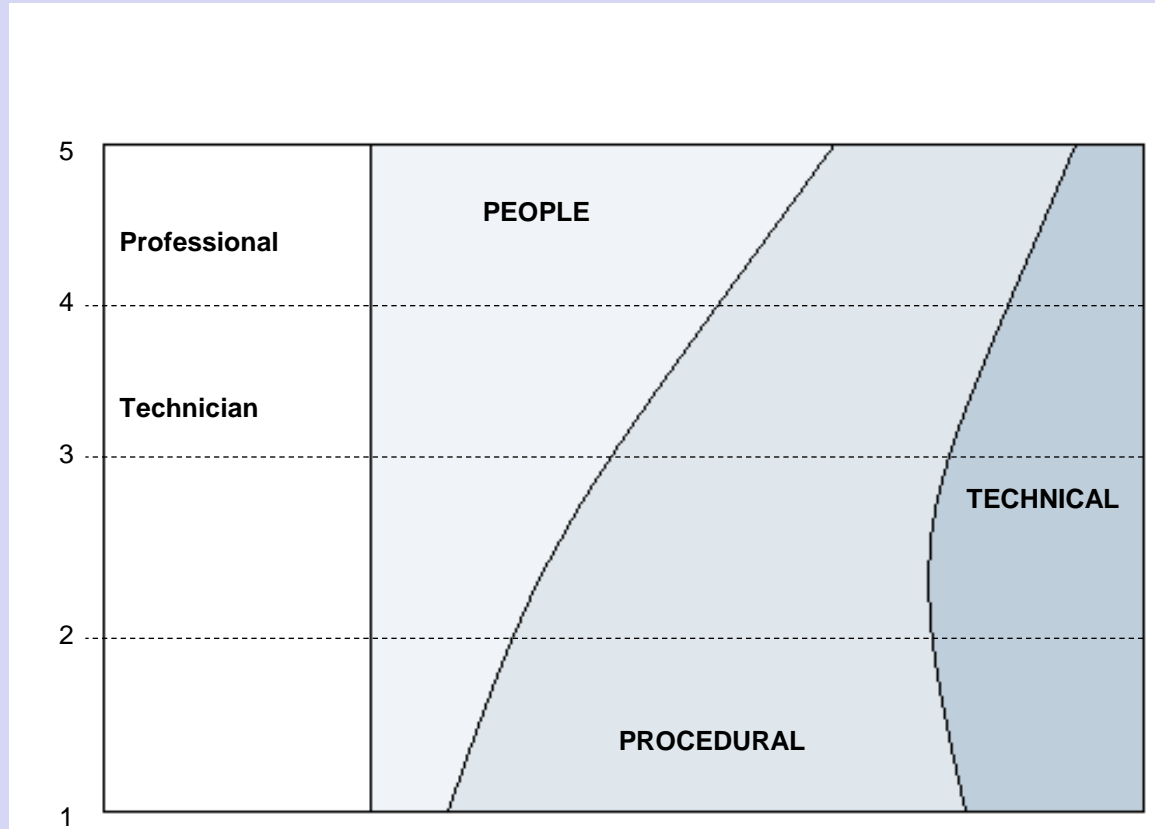 5
PEOPLE
Professional
4
Technician
3
TECHNICAL
2
PROCEDURAL
1